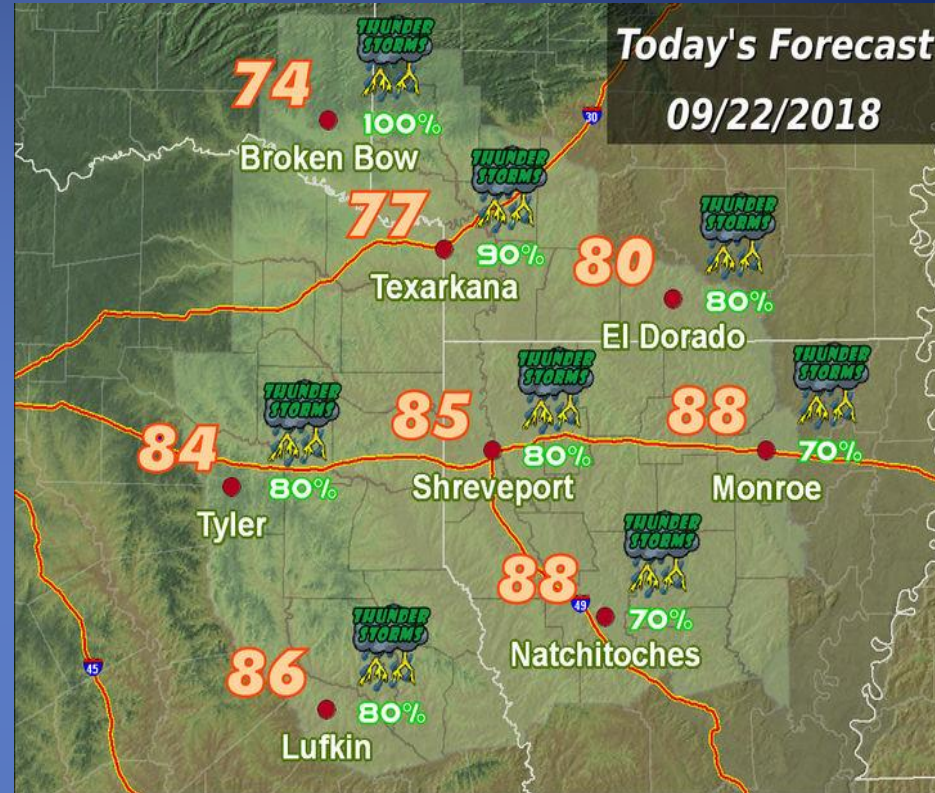 Today's Forecast
09/22/2018
THUNDER
STORMS
74
100%
Broken Bow
30
THUNDER
STORMS
77
90%
Texarkana
THUNDER
STORMS
80
80%
El Dorado
THUNDER
STORMS
84
80%
Tyler
THUNDER
STORMS
85
80%
Shreveport
THUNDER
STORMS
88
70%
Monroe
THUNDER
STORMS
88
49
70%
Natchitoches
45
THUNDER
STORMS
86
80%
Lufkin